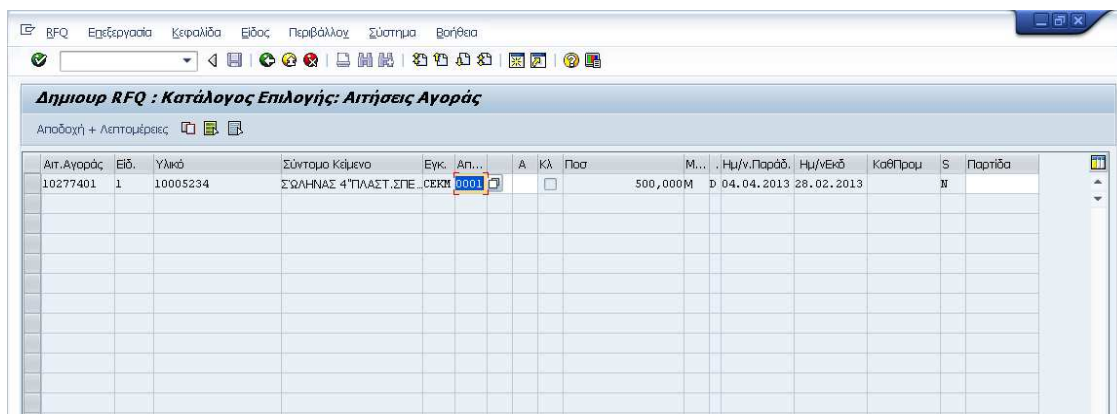 RFQ Επεξεργασία Κεφαλίδα Είδος Περιβάλλον Σύστημα Βοήθεια
Δημιουρ RFQ : Κατάλογος Επιλογής: Αιτήσεις Αγοράς
Αποδοχή + Λεπτομέρειες
Αιτ.Αγοράς Είδ. Υλικό Σύντομο Κείμενο Εγκ. Απ... Α Κλ Ποσ Μ... . Ημ/ν.Παράδ. Ημ/νΕκδ ΚαθΠρομ S Παρτίδα
10277401 1 10005234 ΣΩΛΗΝΑΣ 4"ΠΛΑΣΤ.ΣΠΕ… CEKM 0001 500,000 M D 04.04.2013 28.02.2013 N